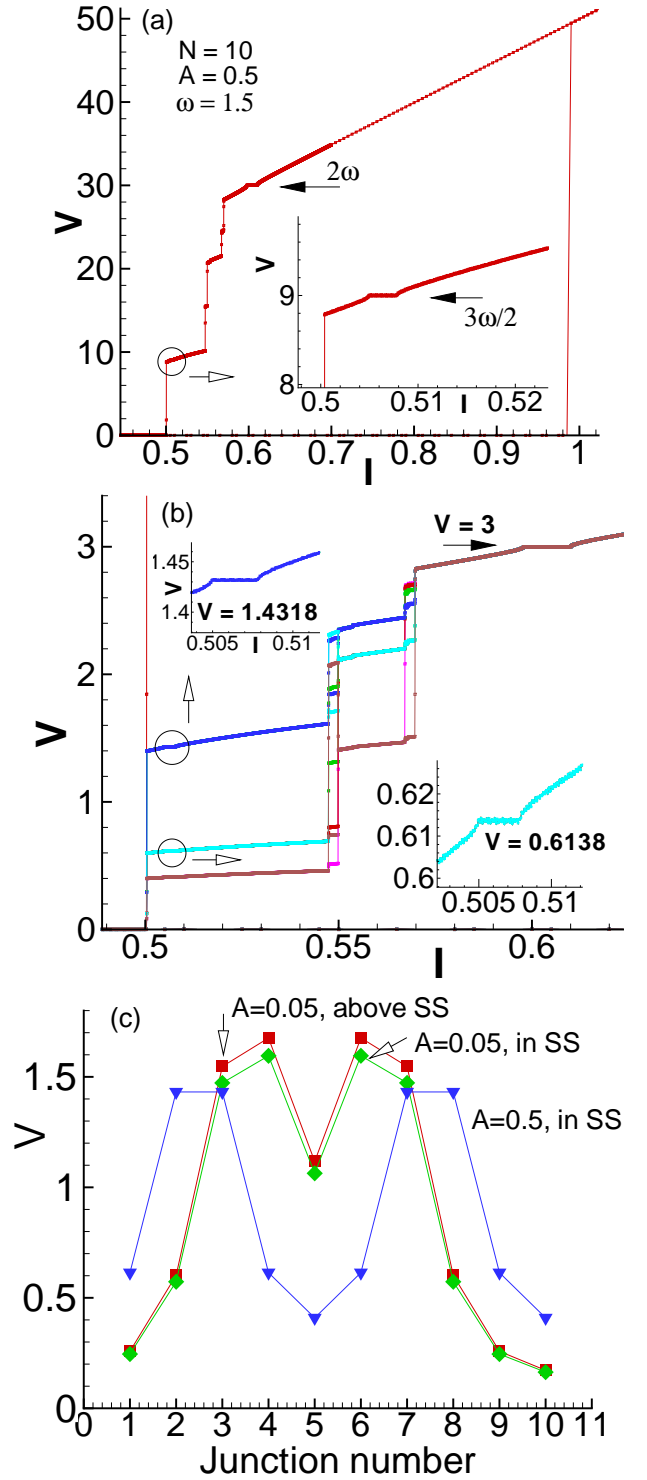 (a)
N = 10
A = 0.5
ω = 1.5
50
40
30
20
10
0
V
2ω
V
9
8
3ω/2
0.5 0.51 0.52
I
0.5 0.6 0.7 0.8 0.9 1
I
(b)
V = 3
3
2
1
0
V
1.45
1.4
V
V = 1.4318
0.505 0.51
I
0.62
0.61
0.6
V = 0.6138
0.505 0.51
0.5 0.55 0.6
I
(c)
A=0.05, above SS
A=0.05, in SS
A=0.5, in SS
1.5
1
0.5
0
V
0 1 2 3 4 5 6 7 8 9 10 11
Junction number